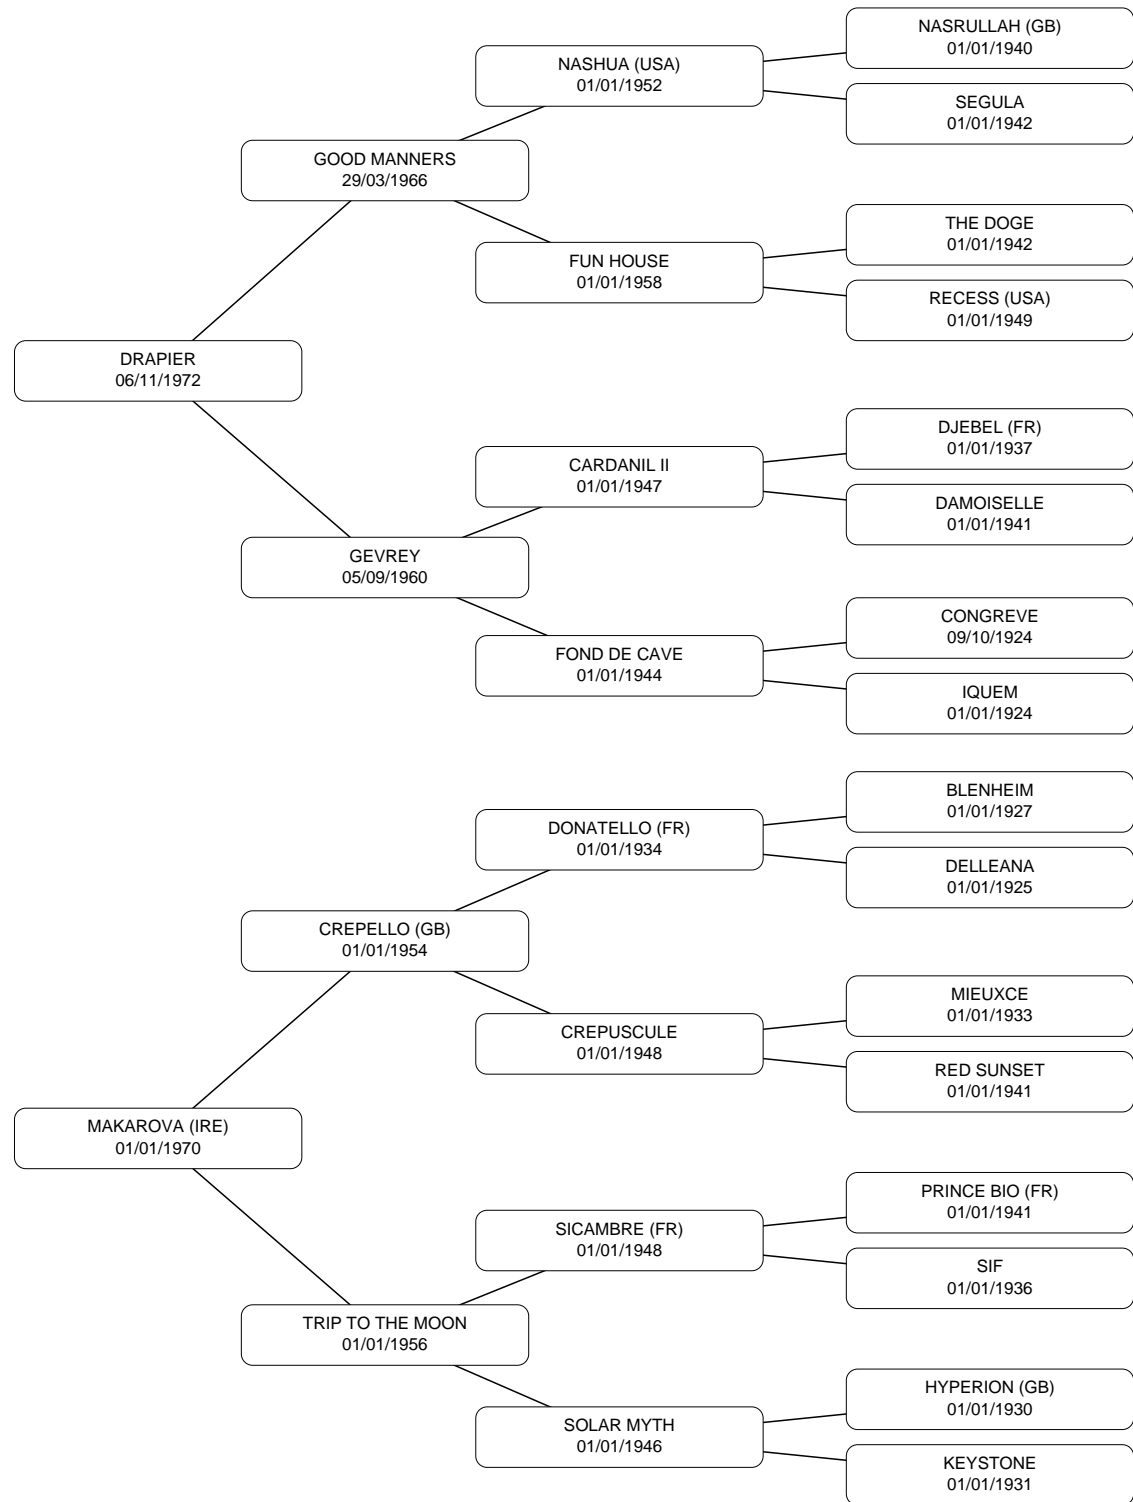 NASRULLAH (GB)
01/01/1940
NASHUA (USA)
01/01/1952
SEGULA
01/01/1942
GOOD MANNERS
29/03/1966
THE DOGE
01/01/1942
FUN HOUSE
01/01/1958
RECESS (USA)
01/01/1949
DRAPIER
06/11/1972
DJEBEL (FR)
01/01/1937
CARDANIL II
01/01/1947
DAMOISELLE
01/01/1941
GEVREY
05/09/1960
CONGREVE
09/10/1924
FOND DE CAVE
01/01/1944
IQUEM
01/01/1924
BLENHEIM
01/01/1927
DONATELLO (FR)
01/01/1934
DELLEANA
01/01/1925
CREPELLO (GB)
01/01/1954
MIEUXCE
01/01/1933
CREPUSCULE
01/01/1948
RED SUNSET
01/01/1941
MAKAROVA (IRE)
01/01/1970
PRINCE BIO (FR)
01/01/1941
SICAMBRE (FR)
01/01/1948
SIF
01/01/1936
TRIP TO THE MOON
01/01/1956
HYPERION (GB)
01/01/1930
SOLAR MYTH
01/01/1946
KEYSTONE
01/01/1931